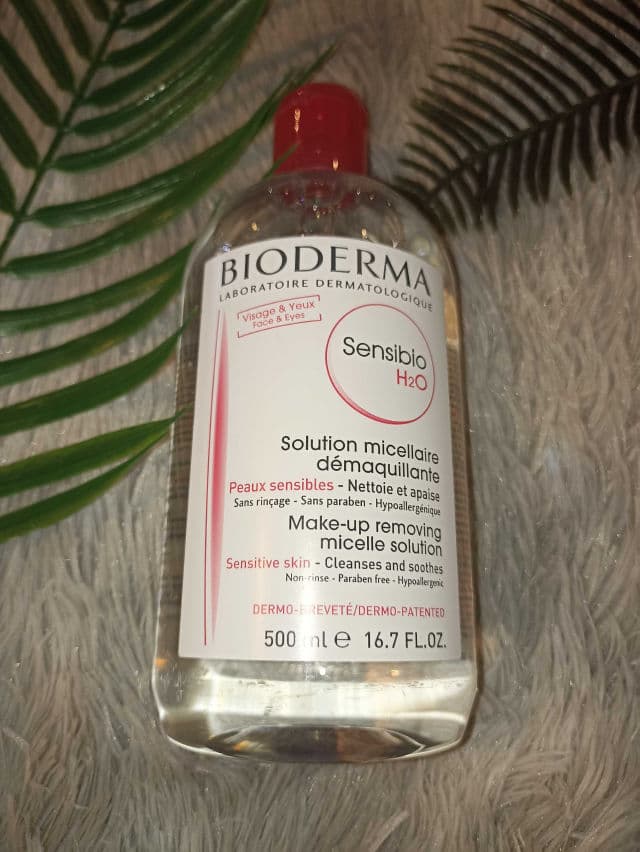 BIODERMA
LABORATOIRE DERMATOLOGIQUE
Visage & Yeux
Face & Eyes
Sensibio
H2O
Solution micellaire
démaquillante
Peaux sensibles - Nettoie et apaise
Sans rinçage - Sans paraben - Hypoallergénique
Make-up removing
micelle solution
Sensitive skin - Cleanses and soothes
Non-rinse - Paraben free - Hypoallergenic
DERMO-BREVETÉ/DERMO-PATENTED
500 ml e 16.7 FL.OZ.